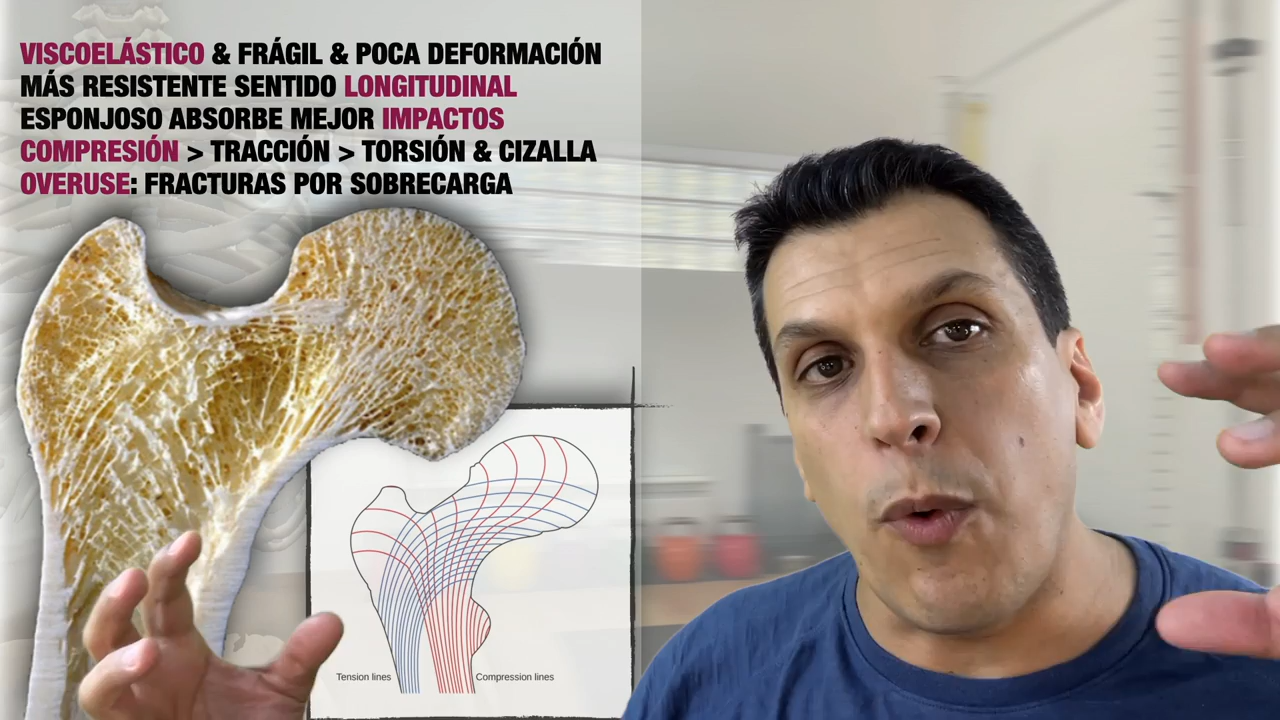 VISCOELÁSTICO & FRÁGIL & POCA DEFORMACIÓN
MÁS RESISTENTE SENTIDO LONGITUDINAL
ESPONJOSO ABSORBE MEJOR IMPACTOS
COMPRESIÓN > TRACCIÓN > TORSIÓN & CIZALLA
OVERUSE: FRACTURAS POR SOBRECARGA
Tension lines
Compression lines